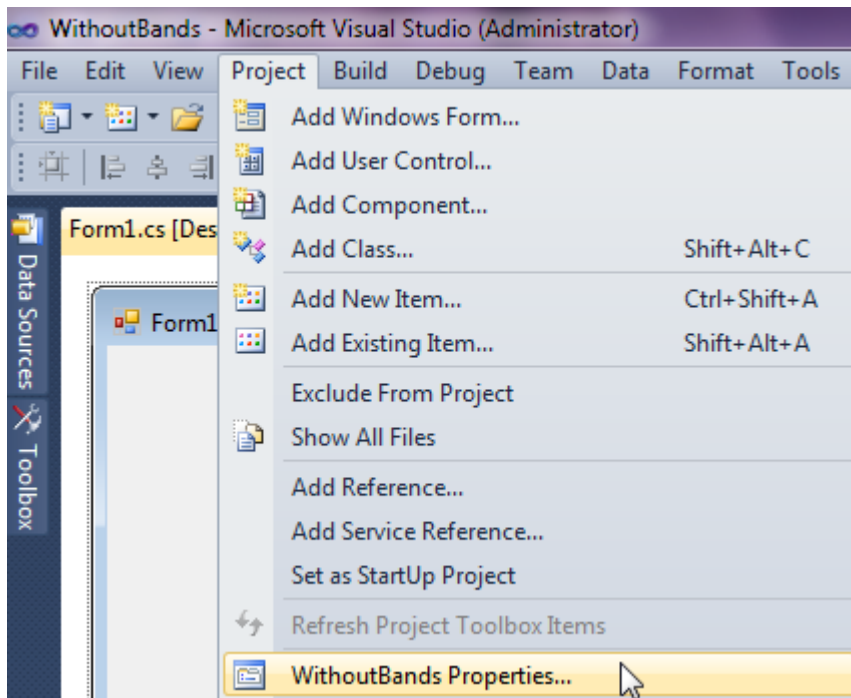 WithoutBands - Microsoft Visual Studio (Administrator)
File Edit View Project Build Debug Team Data Format Tools
Add Windows Form...
Add User Control...
Add Component...
Add Class... Shift+Alt+C
Add New Item... Ctrl+Shift+A
Add Existing Item... Shift+Alt+A
Exclude From Project
Show All Files
Add Reference...
Add Service Reference...
Set as StartUp Project
Refresh Project Toolbox Items
WithoutBands Properties...
Form1.cs [Des
Form1
Data Sources
Toolbox